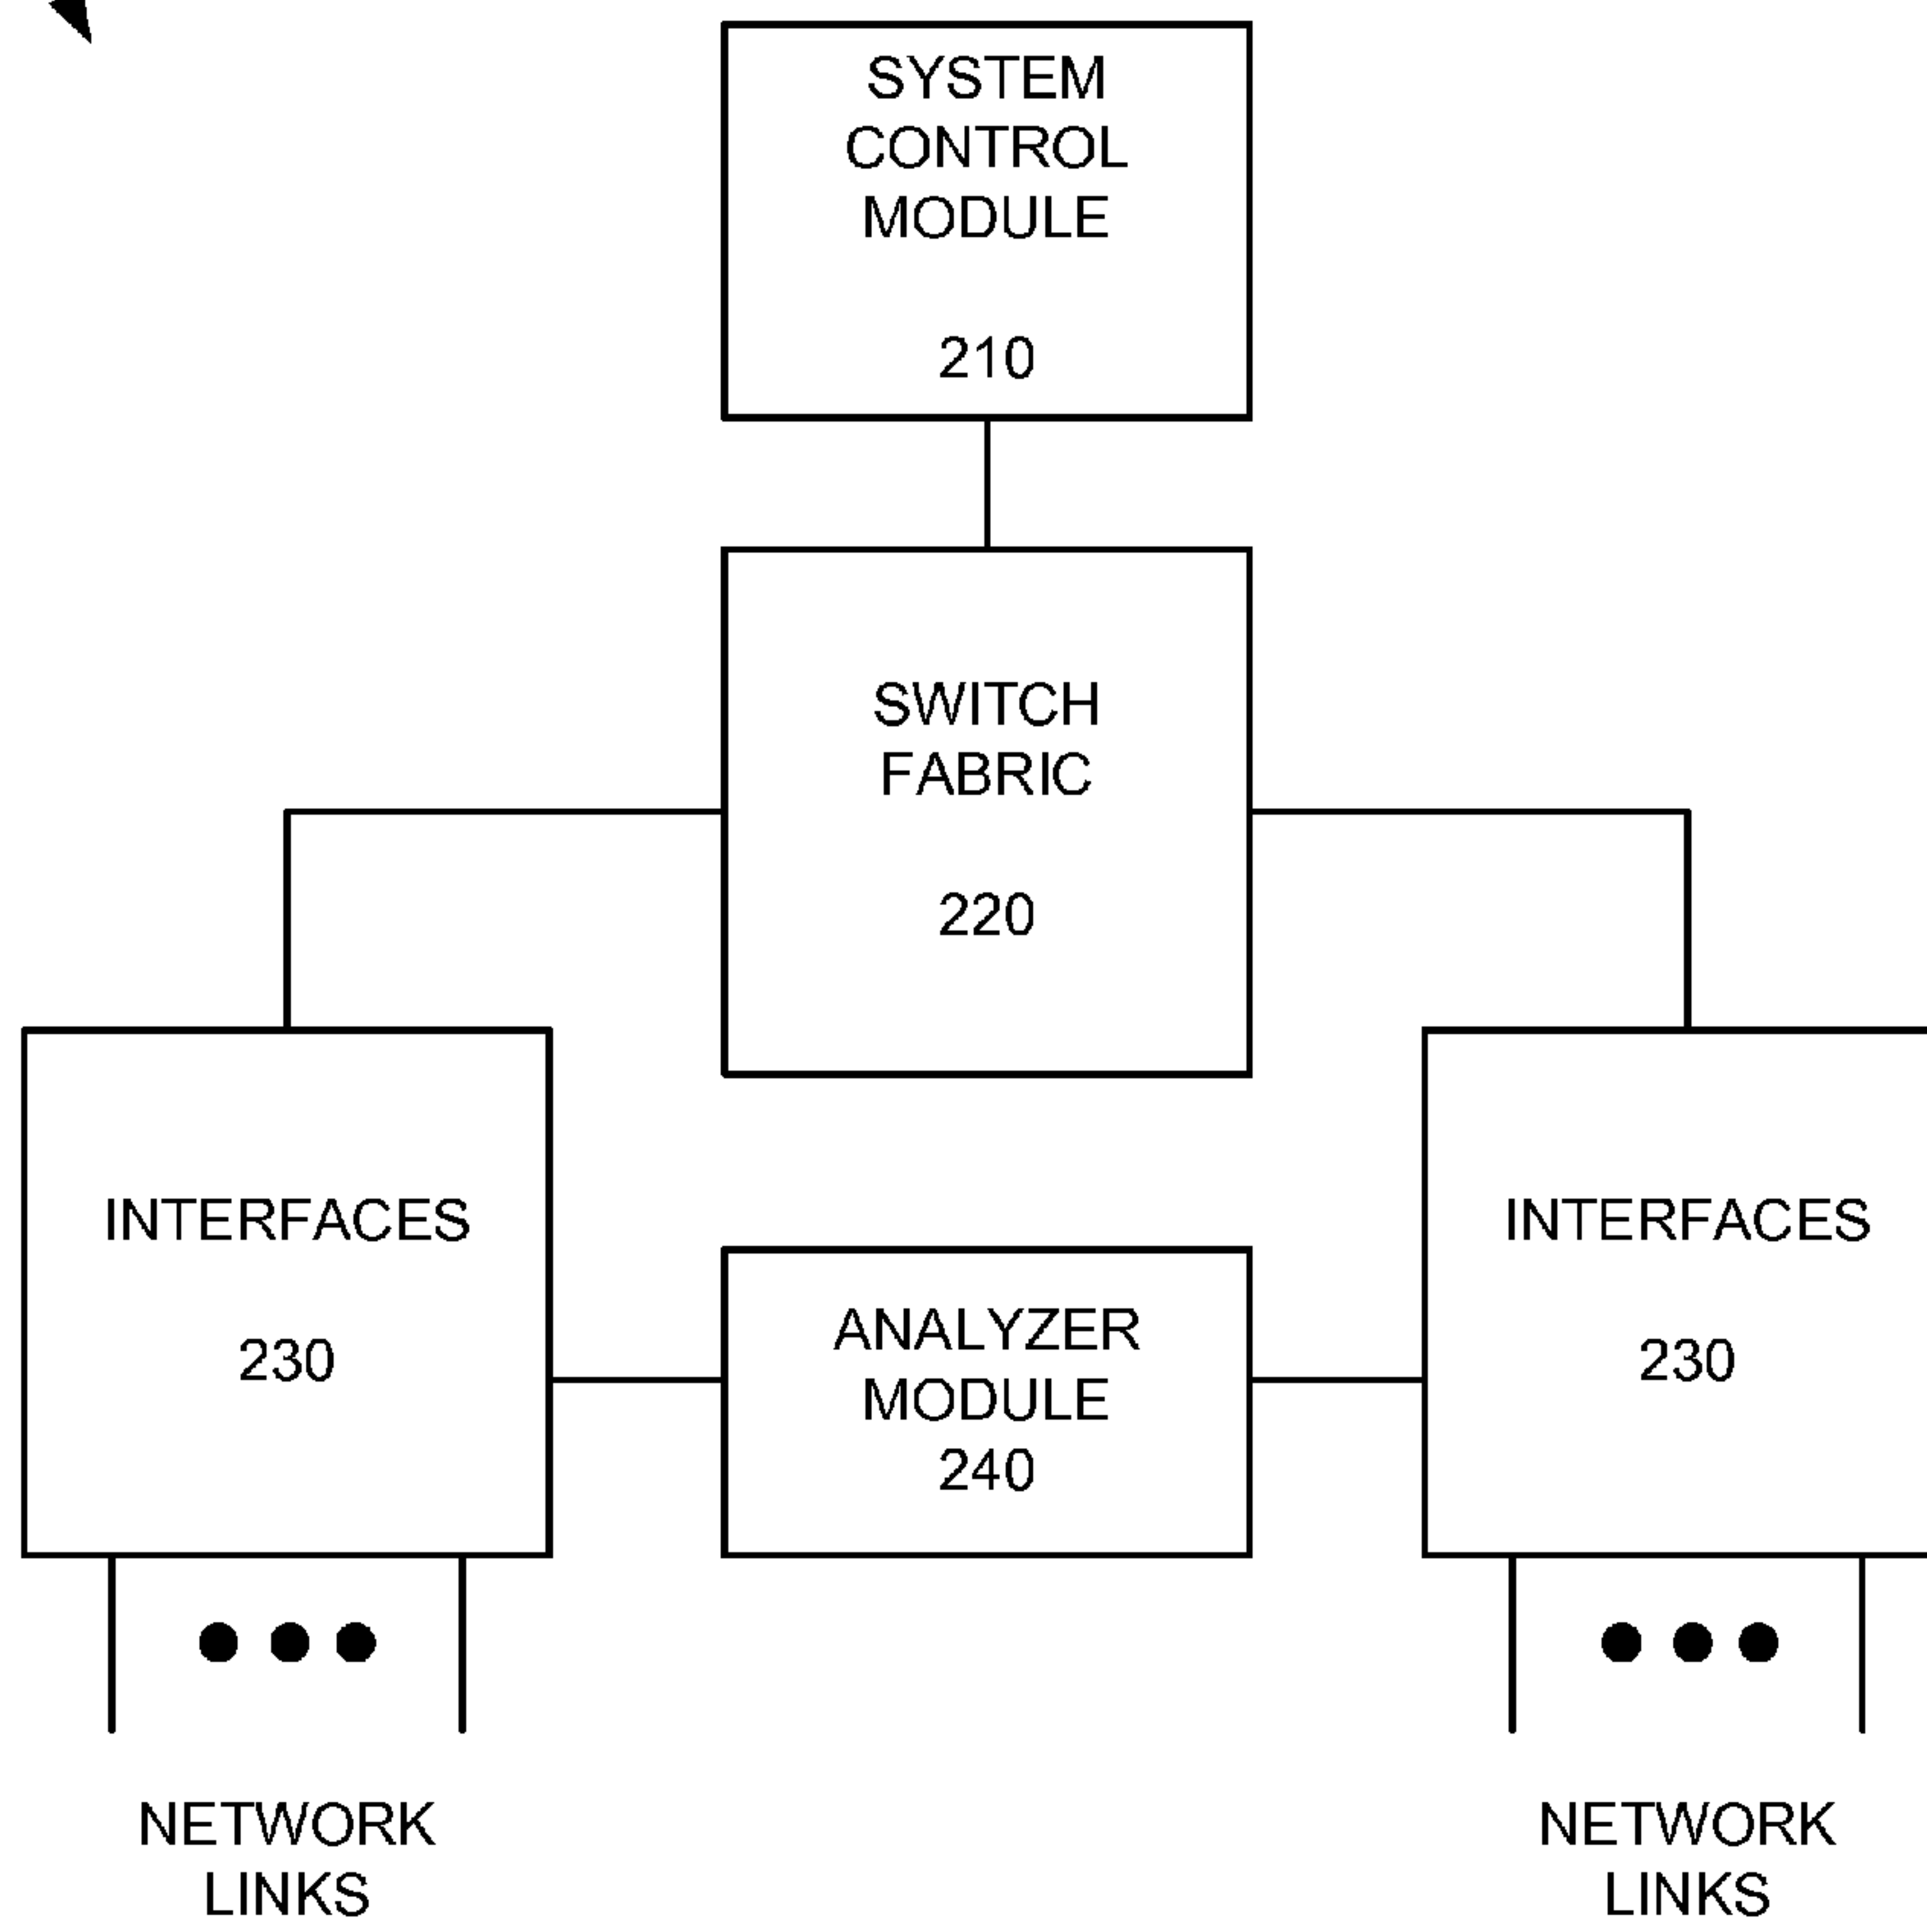 SYSTEM
CONTROL
MODULE
210
SWITCH
FABRIC
220
INTERFACES
230
ANALYZER
MODULE
240
INTERFACES
230
NETWORK
LINKS
NETWORK
LINKS